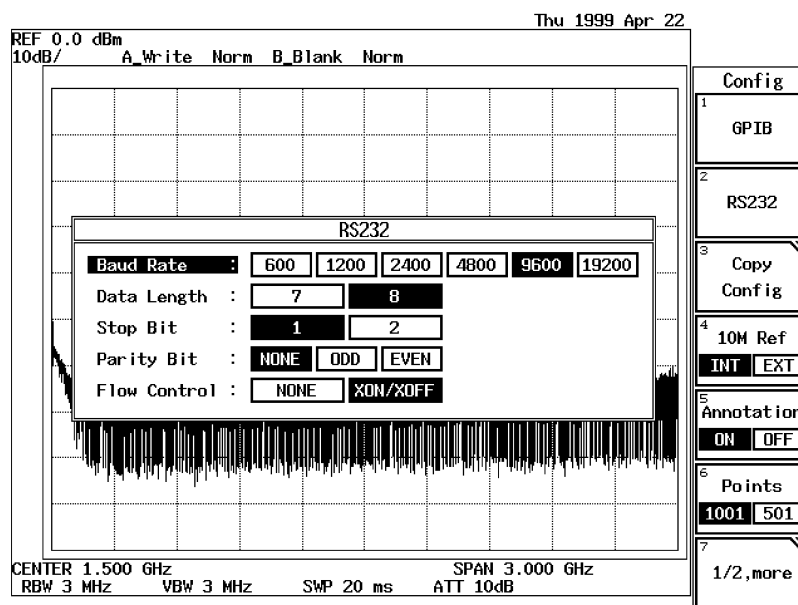 Thu 1999 Apr 22
REF 0.0 dBm
10dB/ A_Write Norm B_Blank Norm
RS232
Baud Rate : 600 1200 2400 4800 9600 19200
Data Length : 7 8
Stop Bit : 1 2
Parity Bit : NONE ODD EVEN
Flow Control : NONE XON/XOFF
CENTER 1.500 GHz SPAN 3.000 GHz
RBW 3 MHz VBW 3 MHz SWP 20 ms ATT 10dB
Config
1
GPIB
2
RS232
3
Copy
Config
4
10M Ref
INT EXT
5
Annotation
ON OFF
6
Points
1001 501
7
1/2,more